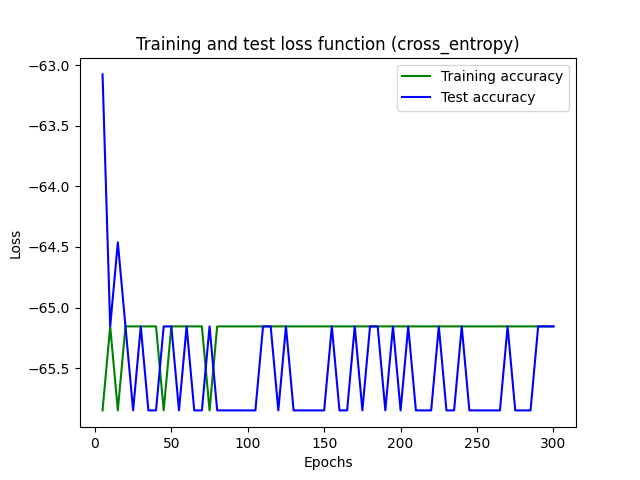 Training and test loss function (cross_entropy)
Training accuracy
Test accuracy
Loss
−63.0
−63.5
−64.0
−64.5
−65.0
−65.5
0 50 100 150 200 250 300
Epochs